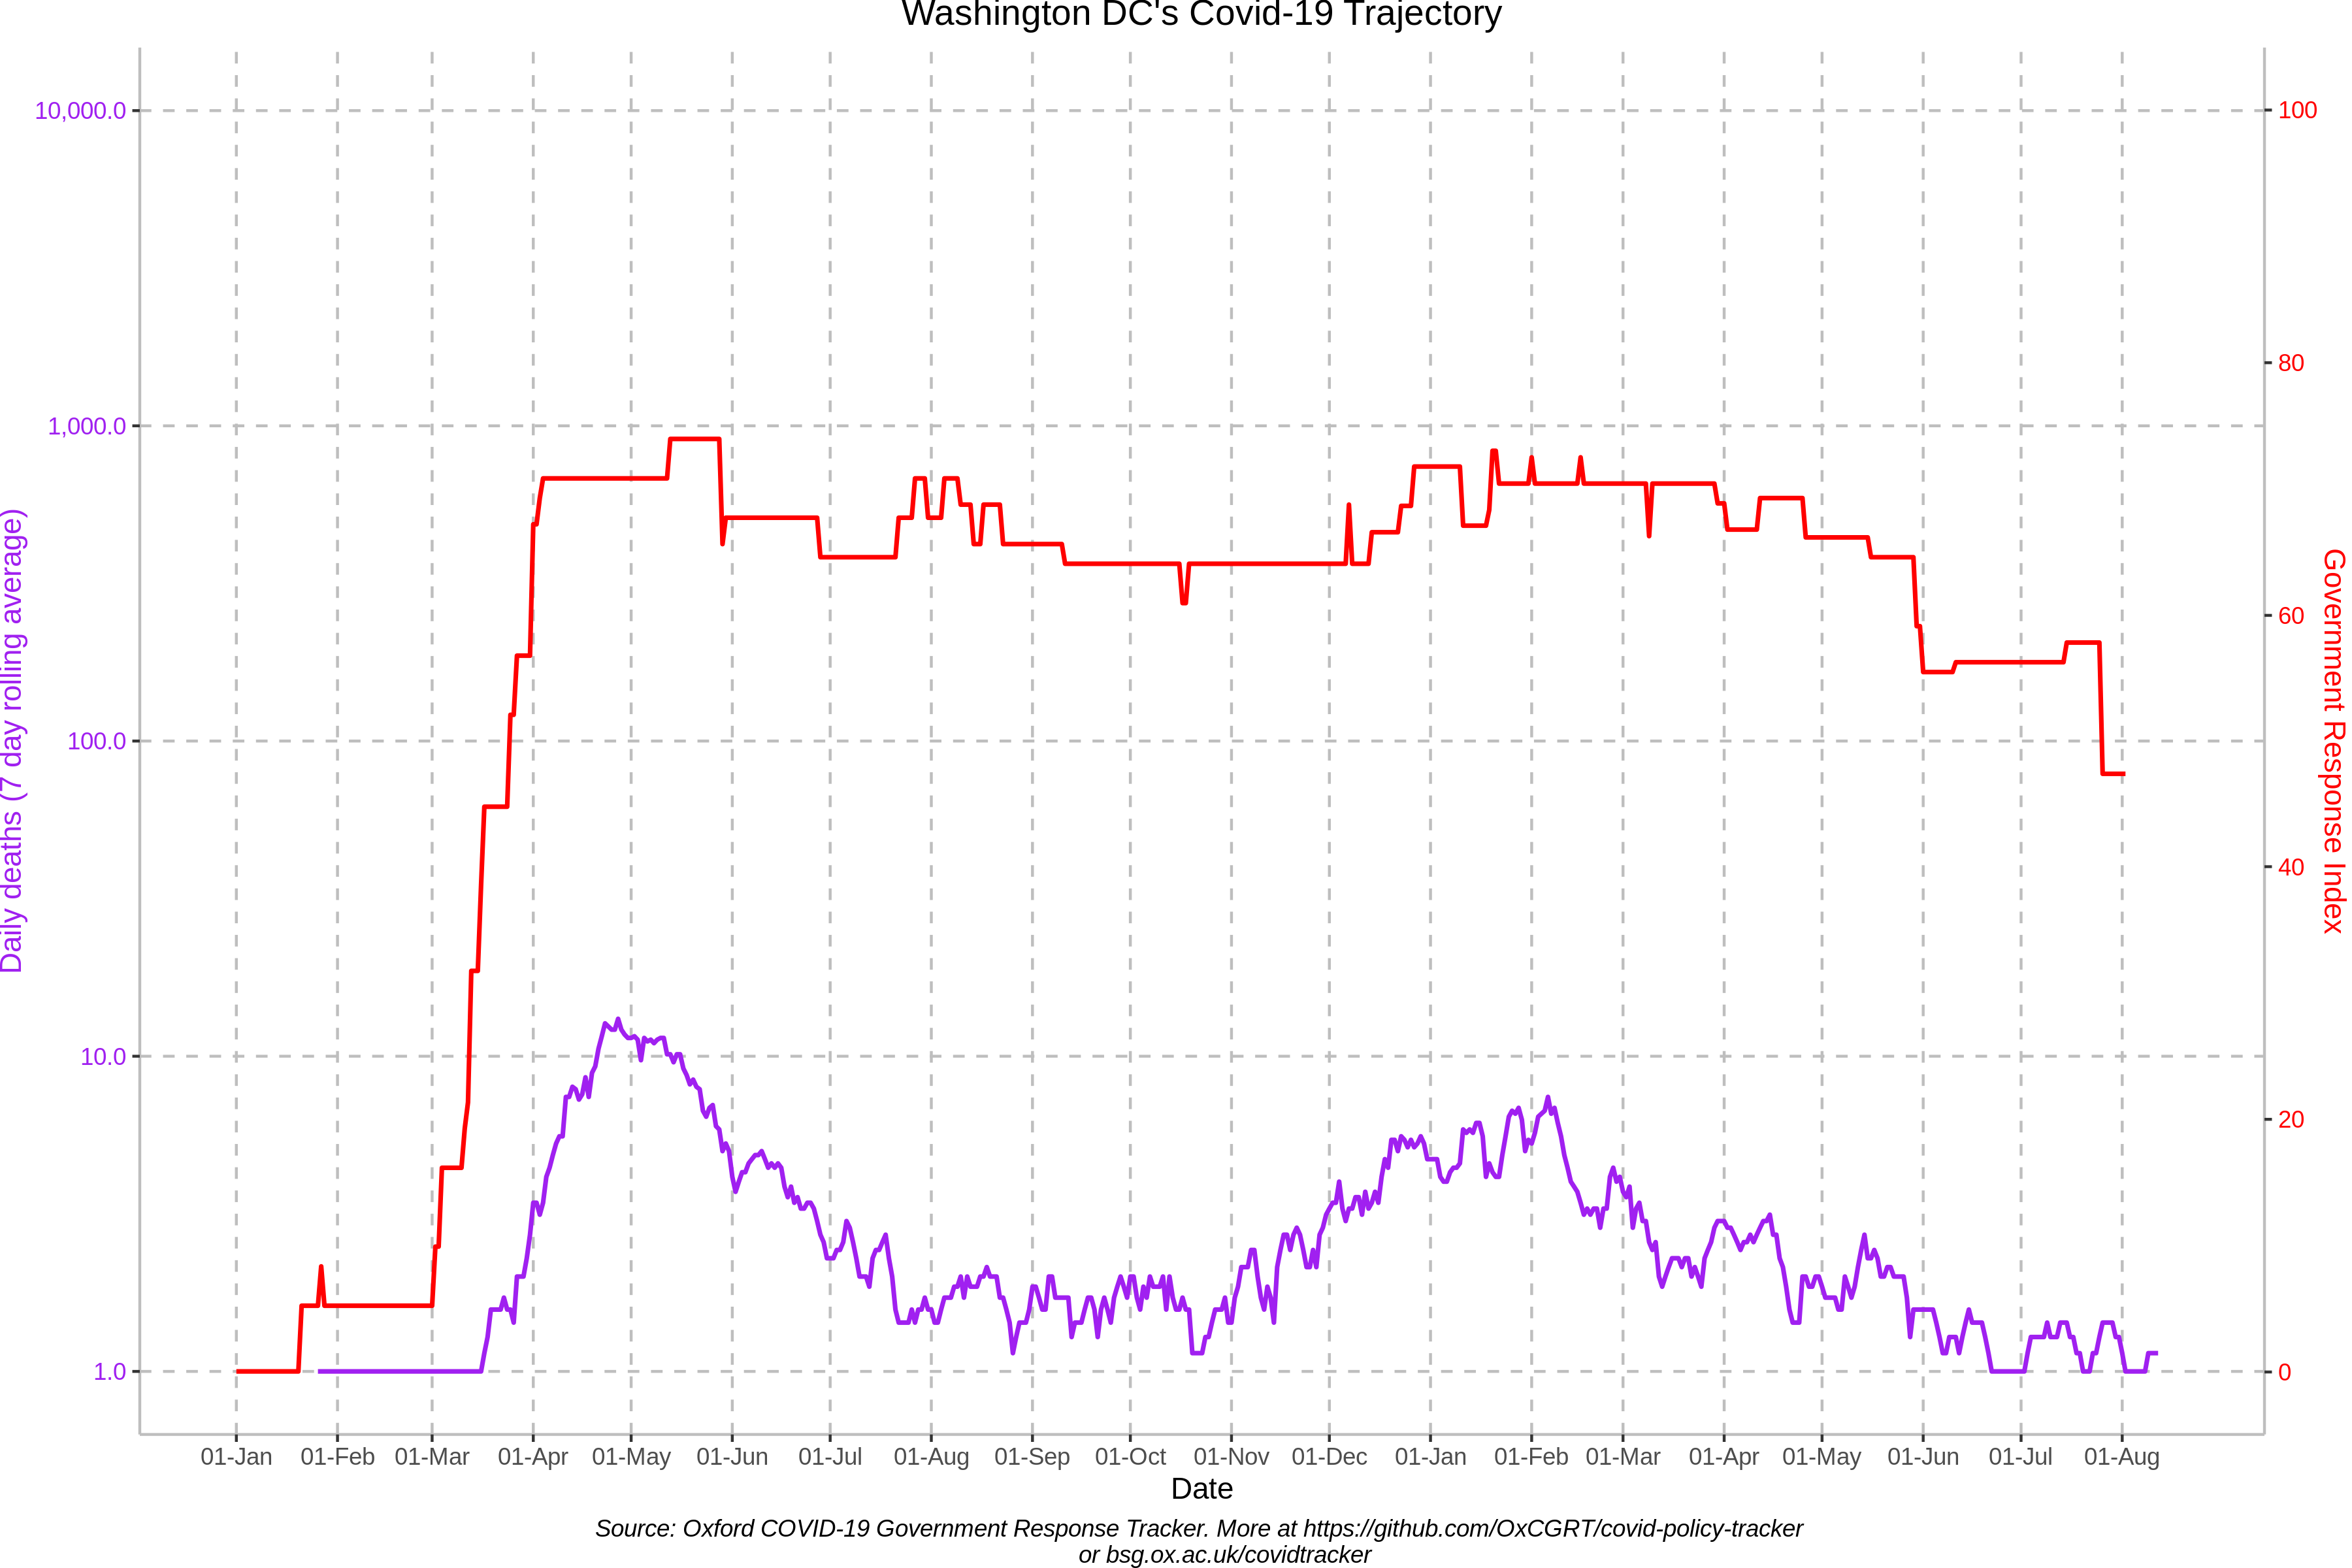 Washington DC's Covid-19 Trajectory
10,000.0
1,000.0
100.0
10.0
1.0
Daily deaths (7 day rolling average)
100
80
60
40
20
0
Government Response Index
01-Jan 01-Feb 01-Mar 01-Apr 01-May 01-Jun 01-Jul 01-Aug 01-Sep 01-Oct 01-Nov 01-Dec 01-Jan 01-Feb 01-Mar 01-Apr 01-May 01-Jun 01-Jul 01-Aug
Date
Source: Oxford COVID-19 Government Response Tracker. More at https://github.com/OxCGRT/covid-policy-tracker
or bsg.ox.ac.uk/covidtracker